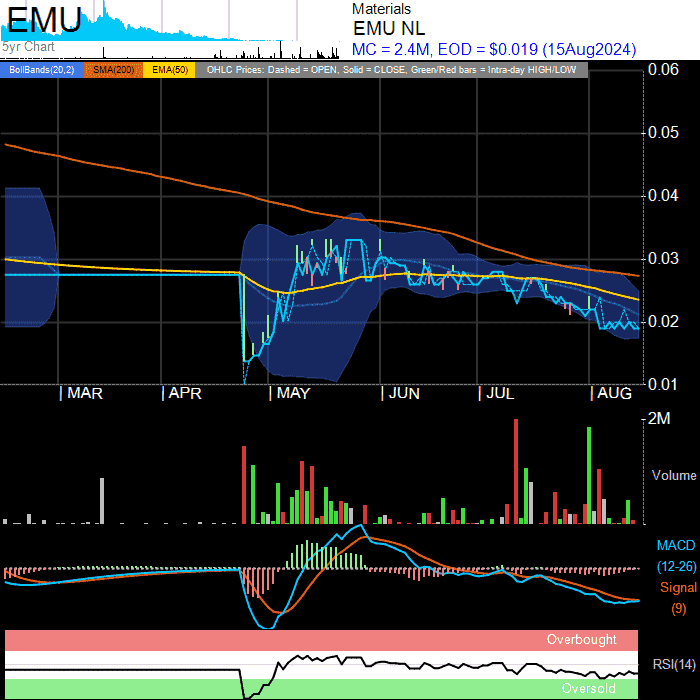 EMU
Materials
EMU NL
5yr Chart
MC = 2.4M, EOD = $0.019 (15Aug2024)
BollBands(20,2) SMA(200) EMA(50) OHLC Prices: Dashed = OPEN, Solid = CLOSE, Green/Red bars = Intra-day HIGH/LOW
0.06
0.05
0.04
0.03
0.02
0.01
MAR APR MAY JUN JUL AUG
2M
Volume
MACD
(12-26)
Signal
(9)
Overbought
RSI(14)
Oversold